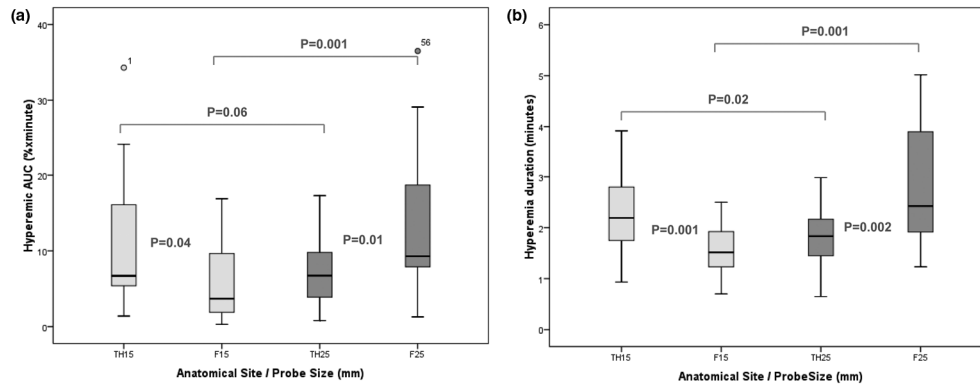 (a)
40
30
20
10
0
Hyperemic AUC (%xminute)
1
56
P=0.001
P=0.06
P=0.04
P=0.01
TH15 F15 TH25 F25
Anatomical Site / Probe Size (mm)
(b)
6
5
4
3
2
1
0
Hyperemia duration (minutes)
P=0.001
P=0.02
P=0.001
P=0.002
TH15 F15 TH25 F25
Anatomical Site / ProbeSize (mm)